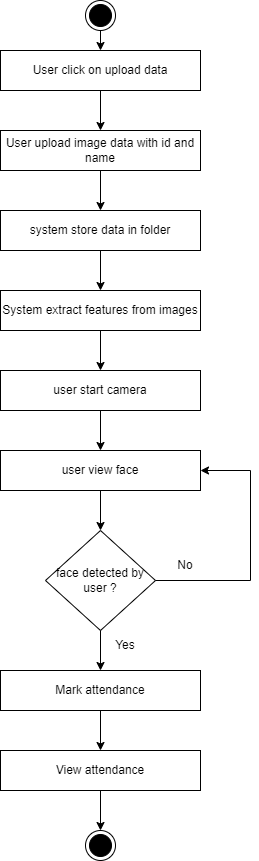 User click on upload data
User upload image data with id and
name
system store data in folder
System extract features from images
user start camera
user view face
face detected by
user ?
No
Yes
Mark attendance
View attendance